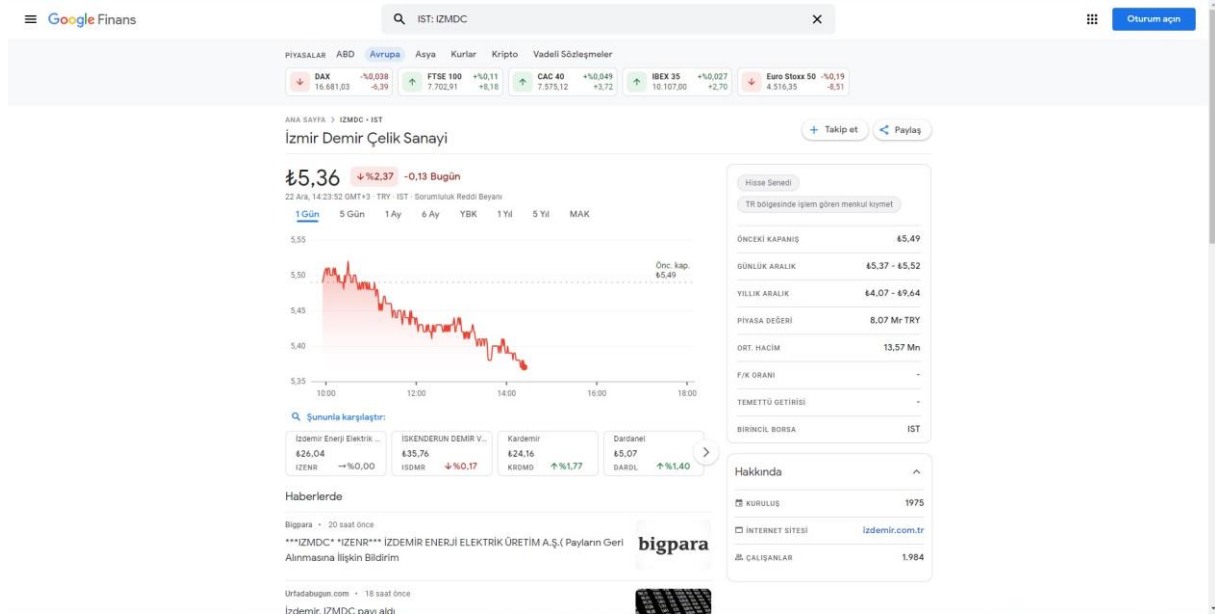 Google Finans
IST: IZMDC
Oturum açın
PİYASALAR ABD Avrupa Asya Kurlar Kripto Vadeli Sözleşmeler
DAX -%0,038
16.681,03 -6,39
FTSE 100 +%0,11
7.702,91 +8,18
CAC 40 +%0,049
7.575,12 +3,72
IBEX 35 +%0,027
10.107,00 +2,70
Euro Stoxx 50 -%0,19
4.516,35 -8,51
ANA SAYFA > IZMDC • IST
İzmir Demir Çelik Sanayi
Takip et
Paylaş
₺5,36 ↓%2,37 -0,13 Bugün
22 Ara, 14:23:52 GMT+3 · TRY · IST · Sorumluluk Reddi Beyanı
1 Gün 5 Gün 1 Ay 6 Ay YBK 1 Yıl 5 Yıl MAK
5,55
5,50
5,45
5,40
5,35
Önc. kap.
₺5,49
10:00 12:00 14:00 16:00 18:00
Şununla karşılaştır:
İzdemir Enerji Elektrik ...
₺26,04
IZENR →%0,00
İSKENDERUN DEMİR V...
₺35,76
ISDMR ↓%0,17
Kardemir
₺24,16
KRDMD ↑%1,77
Dardanel
₺5,07
DARDL ↑%1,40
Haberlerde
Bigpara • 20 saat önce
***IZMDC* *IZENR*** İZDEMİR ENERJİ ELEKTRİK ÜRETİM A.Ş.( Payların Geri
Alınmasına İlişkin Bildirim
bigpara
Urfadabugun.com • 18 saat önce
İzdemir, IZMDC payı aldı
Hisse Senedi
TR bölgesinde işlem gören menkul kıymet
ÖNCEKİ KAPANIŞ ₺5,49
GÜNLÜK ARALIK ₺5,37 - ₺5,52
YILLIK ARALIK ₺4,07 - ₺9,64
PİYASA DEĞERİ 8,07 Mr TRY
ORT. HACİM 13,57 Mn
F/K ORANI -
TEMETTÜ GETİRİSİ -
BİRİNCİL BORSA IST
Hakkında
KURULUŞ 1975
İNTERNET SİTESİ izdemir.com.tr
ÇALIŞANLAR 1.984